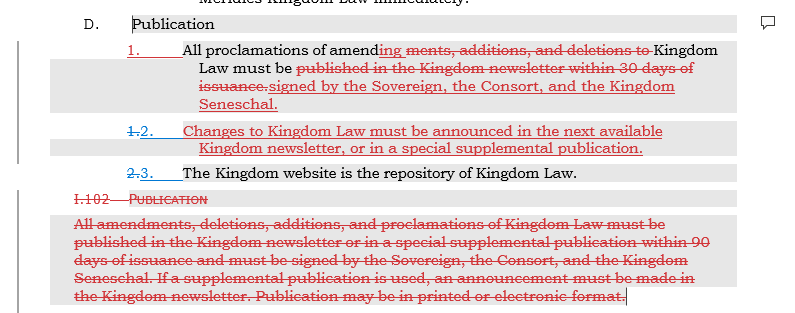 Meridies Kingdom Law immediately.
D. Publication
1. All proclamations of amending ments, additions, and deletions to Kingdom
Law must be published in the Kingdom newsletter within 30 days of
issuance.signed by the Sovereign, the Consort, and the Kingdom
Seneschal.
1.2. Changes to Kingdom Law must be announced in the next available
Kingdom newsletter, or in a special supplemental publication.
2.3. The Kingdom website is the repository of Kingdom Law.
I.102 PUBLICATION
All amendments, deletions, additions, and proclamations of Kingdom Law must be
published in the Kingdom newsletter or in a special supplemental publication within 90
days of issuance and must be signed by the Sovereign, the Consort, and the Kingdom
Seneschal. If a supplemental publication is used, an announcement must be made in
the Kingdom newsletter. Publication may be in printed or electronic format.